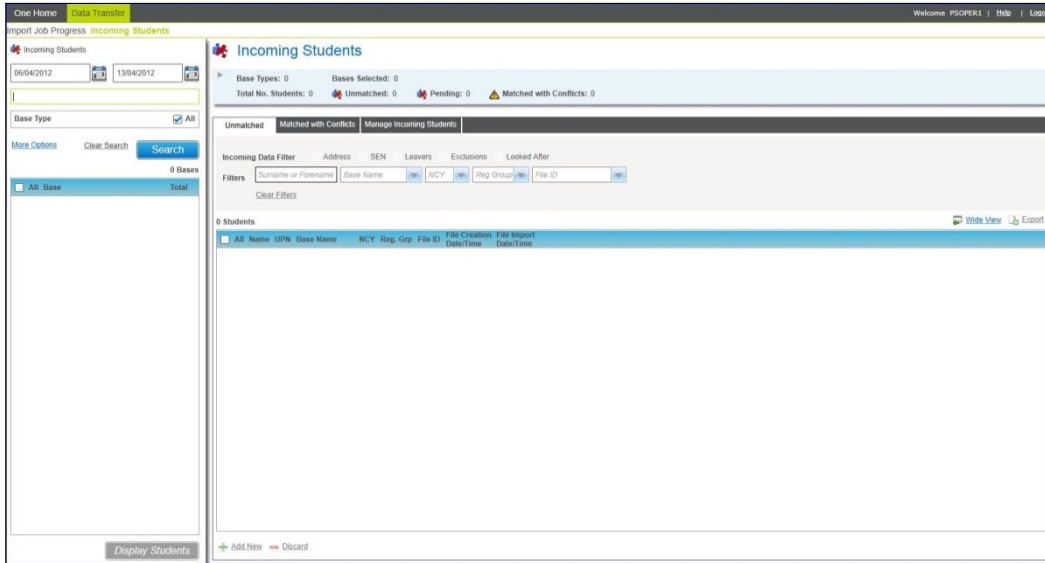 One Home Data Transfer Welcome PSOPER1 | Help |
Import Job Progress Incoming Students
Incoming Students
06/04/2012 13/04/2012
Base Type All
More Options Clear Search Search
0 Bases
All Base Total
Display Students
Incoming Students
Base Types: 0 Bases Selected: 0
Total No. Students: 0 Unmatched: 0 Pending: 0 Matched with Conflicts: 0
Unmatched Matched with Conflicts Manage Incoming Students
Incoming Data Filter Address SEN Leavers Exclusions Looked After
Filters Surname or Forename Base Name NCY Reg Group File ID
Clear Filters
0 Students Wide View Export
All Name UPN Base Name NCY Reg. Grp File ID File Creation Date/Time File Import Date/Time
Add New Discard